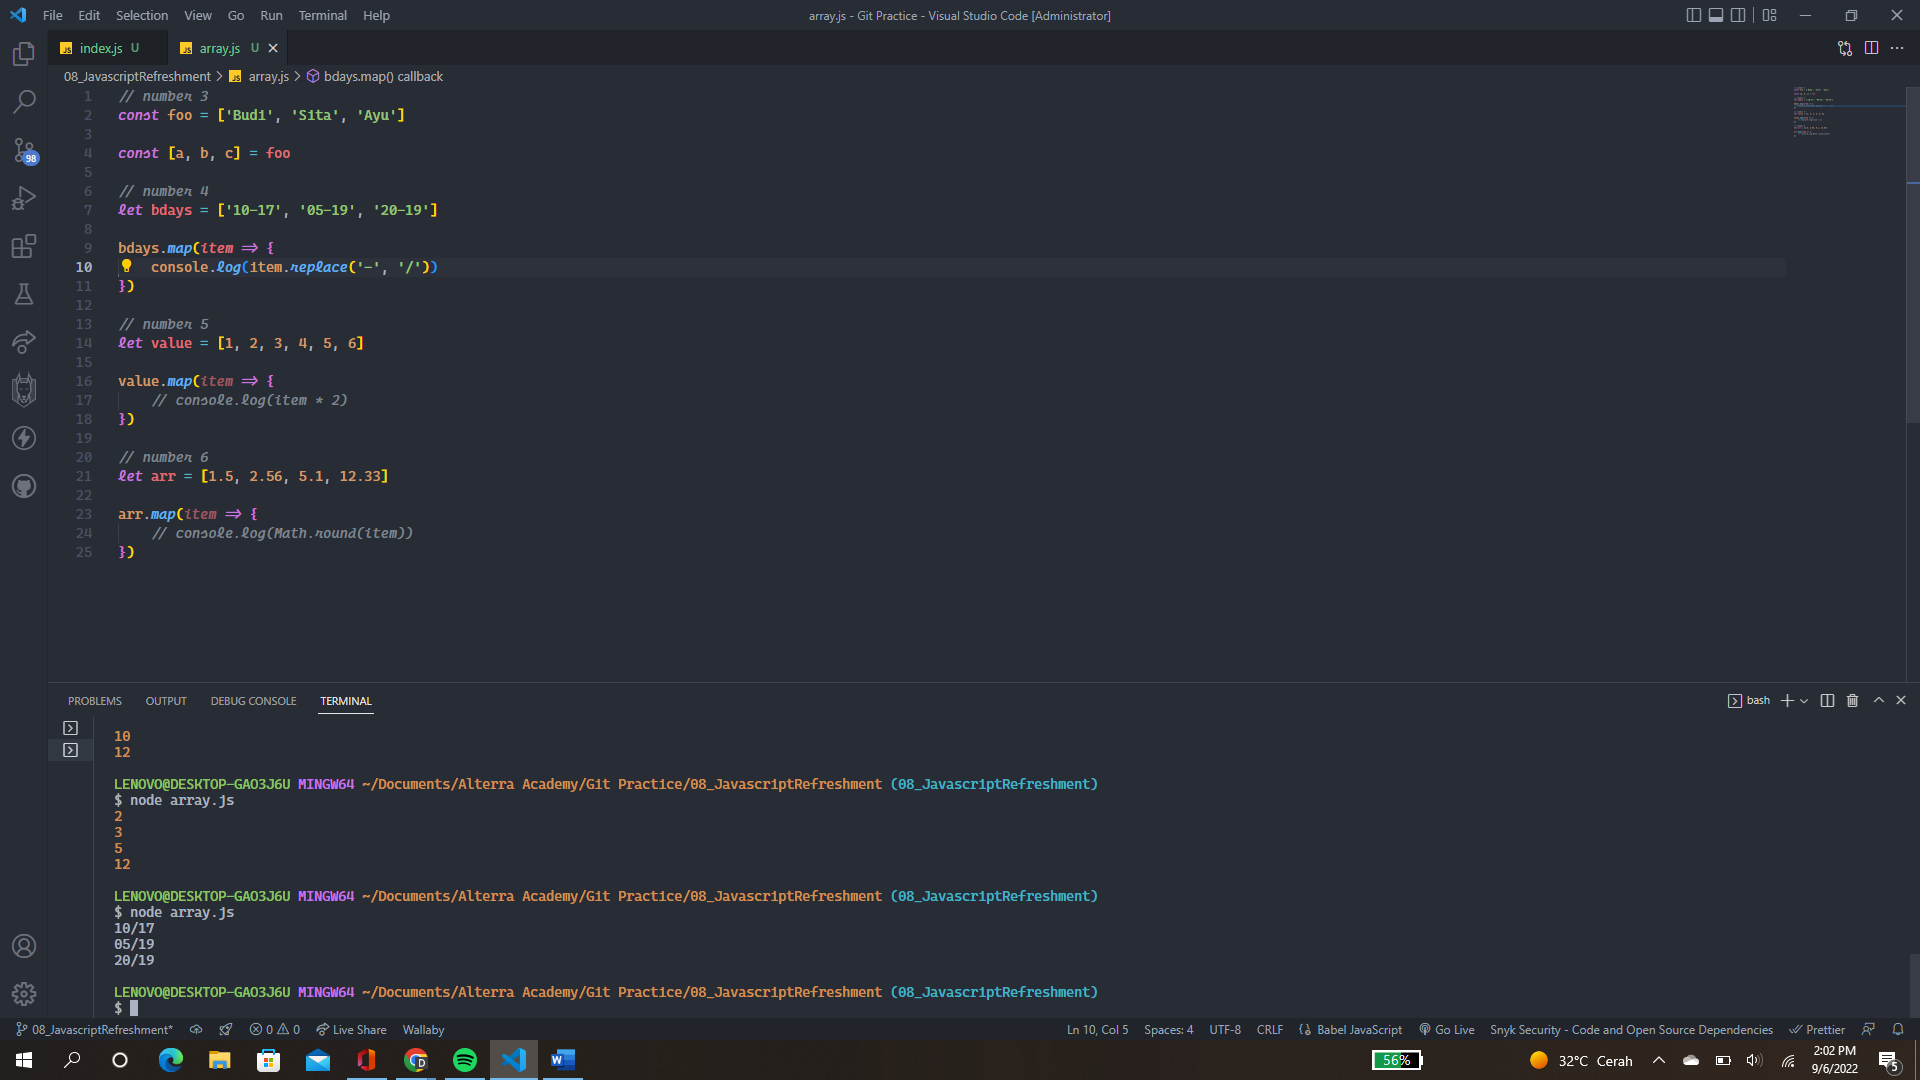 File Edit Selection View Go Run Terminal Help
array.js - Git Practice - Visual Studio Code [Administrator]
index.js U
array.js U
08_JavascriptRefreshment > array.js > bdays.map() callback
1 // number 3
2 const foo = ['Budi', 'Sita', 'Ayu']
3
4 const [a, b, c] = foo
5
6 // number 4
7 let bdays = ['10-17', '05-19', '20-19']
8
9 bdays.map(item => {
10 console.log(item.replace('-', '/'))
11 })
12
13 // number 5
14 let value = [1, 2, 3, 4, 5, 6]
15
16 value.map(item => {
17 // console.log(item * 2)
18 })
19
20 // number 6
21 let arr = [1.5, 2.56, 5.1, 12.33]
22
23 arr.map(item => {
24 // console.log(Math.round(item))
25 })
98
PROBLEMS OUTPUT DEBUG CONSOLE TERMINAL
bash
10
12
LENOVO@DESKTOP-GAO3J6U MINGW64 ~/Documents/Alterra Academy/Git Practice/08_JavascriptRefreshment (08_JavascriptRefreshment)
$ node array.js
2
3
5
12
LENOVO@DESKTOP-GAO3J6U MINGW64 ~/Documents/Alterra Academy/Git Practice/08_JavascriptRefreshment (08_JavascriptRefreshment)
$ node array.js
10/17
05/19
20/19
LENOVO@DESKTOP-GAO3J6U MINGW64 ~/Documents/Alterra Academy/Git Practice/08_JavascriptRefreshment (08_JavascriptRefreshment)
$
08_JavascriptRefreshment* 0 0 Live Share Wallaby
Ln 10, Col 5 Spaces: 4 UTF-8 CRLF Babel JavaScript Go Live Snyk Security - Code and Open Source Dependencies Prettier
56% 32°C Cerah
2:02 PM
9/6/2022
5